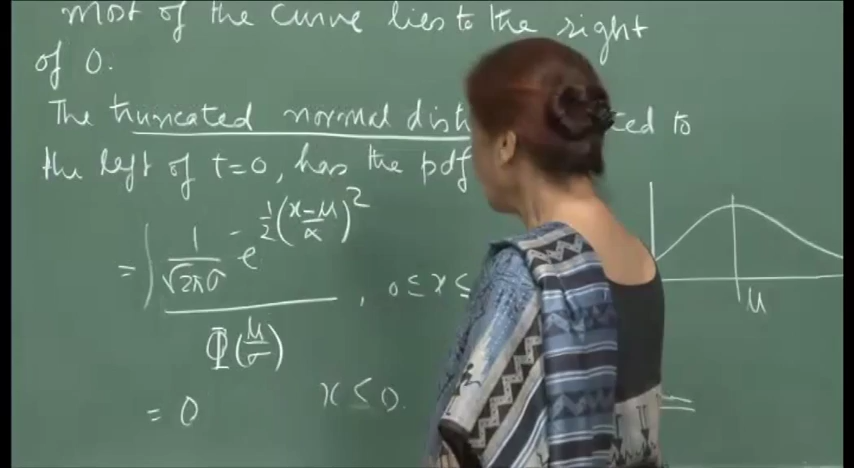 most of the curve lies to the right
of 0.
The truncated normal dist ted to
the left of t=0, has the pdf
= 1/√2πσ e^-1/2((x-μ)/α)^2 / Φ(μ/σ) , 0 ≤ x ≤
= 0 x ≤ 0.
μ